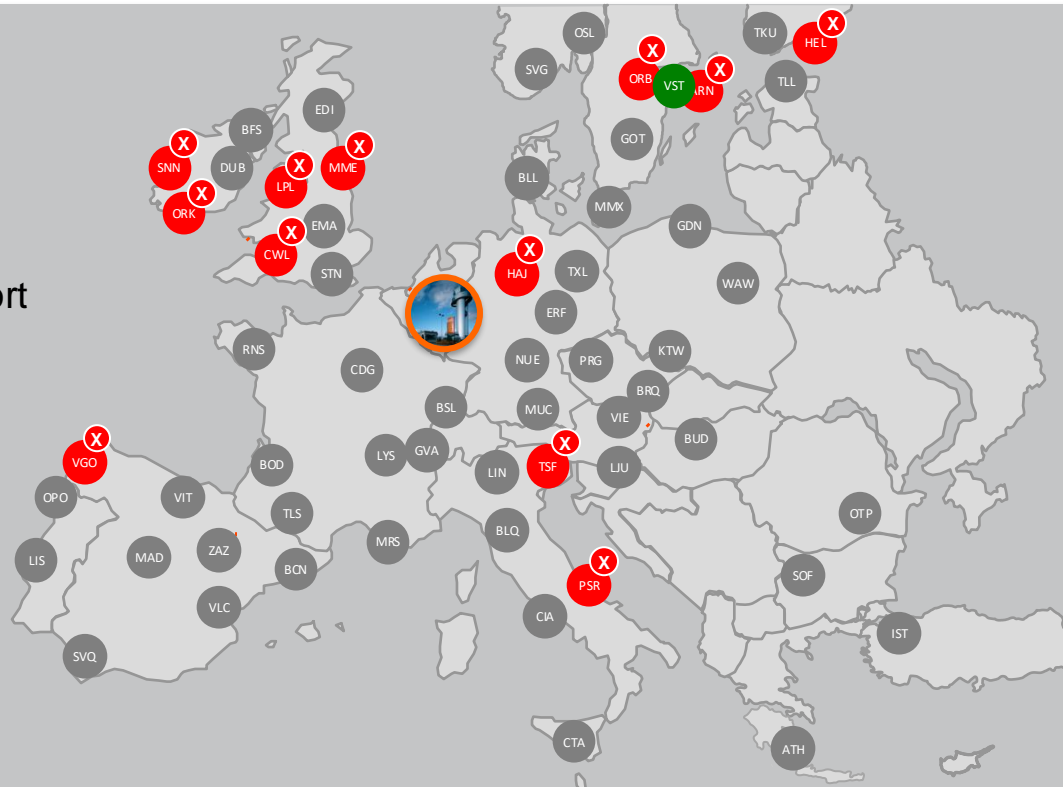 OSL
TKU
HEL
X
SVG
ORB
X
VST
ARN
X
TLL
EDI
BFS
GOT
SNN
X
DUB
LPL
X
MME
X
BLL
ORK
X
MMX
EMA
GDN
CWL
X
STN
HAJ
X
TXL
WAW
ort
ERF
RNS
CDG
NUE
PRG
KTW
BRQ
BSL
MUC
VIE
BUD
VGO
X
BOD
LYS
GVA
LIN
TSF
X
LJU
OPO
VIT
TLS
OTP
BLQ
LIS
MAD
ZAZ
BCN
MRS
PSR
X
SOF
VLC
CIA
IST
SVQ
CTA
ATH